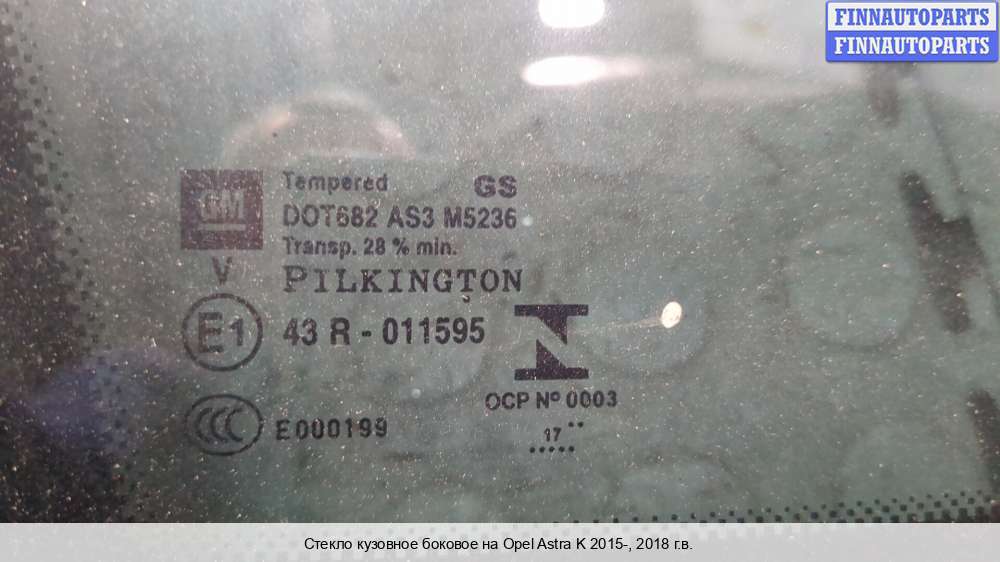 FINNAUTOPARTS
FINNAUTOPARTS
GM
Tempered GS
DOT682 AS3 M5236
Transp. 28 % min.
V
PILKINGTON
E1 43 R - 011595
OCP Nº 0003
CCC E000199
17
Стекло кузовное боковое на Opel Astra K 2015-, 2018 г.в.